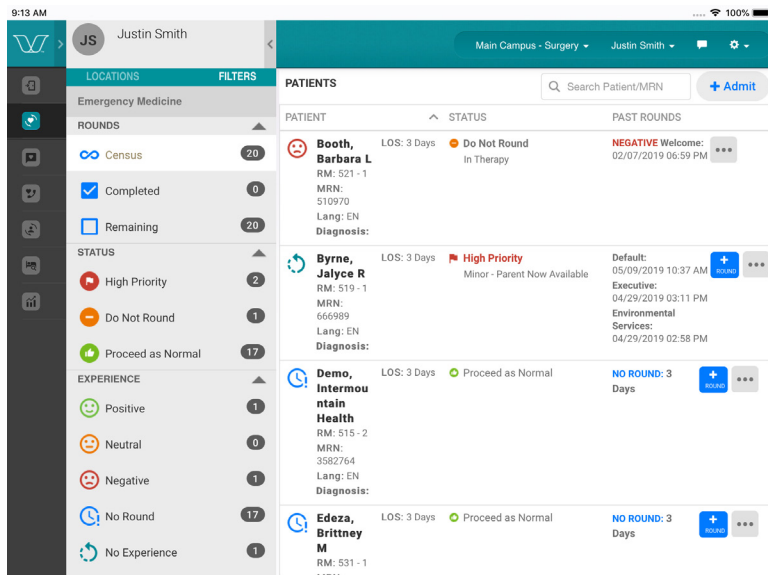 9:13 AM
100%
JS
Justin Smith
Main Campus - Surgery
Justin Smith
LOCATIONS
FILTERS
Emergency Medicine
ROUNDS
Census
20
Completed
0
Remaining
20
STATUS
High Priority
2
Do Not Round
1
Proceed as Normal
17
EXPERIENCE
Positive
1
Neutral
0
Negative
1
No Round
17
No Experience
1
PATIENTS
Search Patient/MRN
+ Admit
PATIENT
STATUS
PAST ROUNDS
Booth,
Barbara L
RM: 521 - 1
MRN:
510970
Lang: EN
Diagnosis:
LOS: 3 Days
Do Not Round
In Therapy
NEGATIVE Welcome:
02/07/2019 06:59 PM
Byrne,
Jalyce R
RM: 519 - 1
MRN:
666989
Lang: EN
Diagnosis:
LOS: 3 Days
High Priority
Minor - Parent Now Available
Default:
05/09/2019 10:37 AM
Executive:
04/29/2019 03:11 PM
Environmental
Services:
04/29/2019 02:58 PM
+
ROUND
Demo,
Intermou
ntain
Health
RM: 515 - 2
MRN:
3582764
Lang: EN
Diagnosis:
LOS: 3 Days
Proceed as Normal
NO ROUND: 3
Days
+
ROUND
Edeza,
Brittney
M
RM: 531 - 1
LOS: 3 Days
Proceed as Normal
NO ROUND: 3
Days
+
ROUND